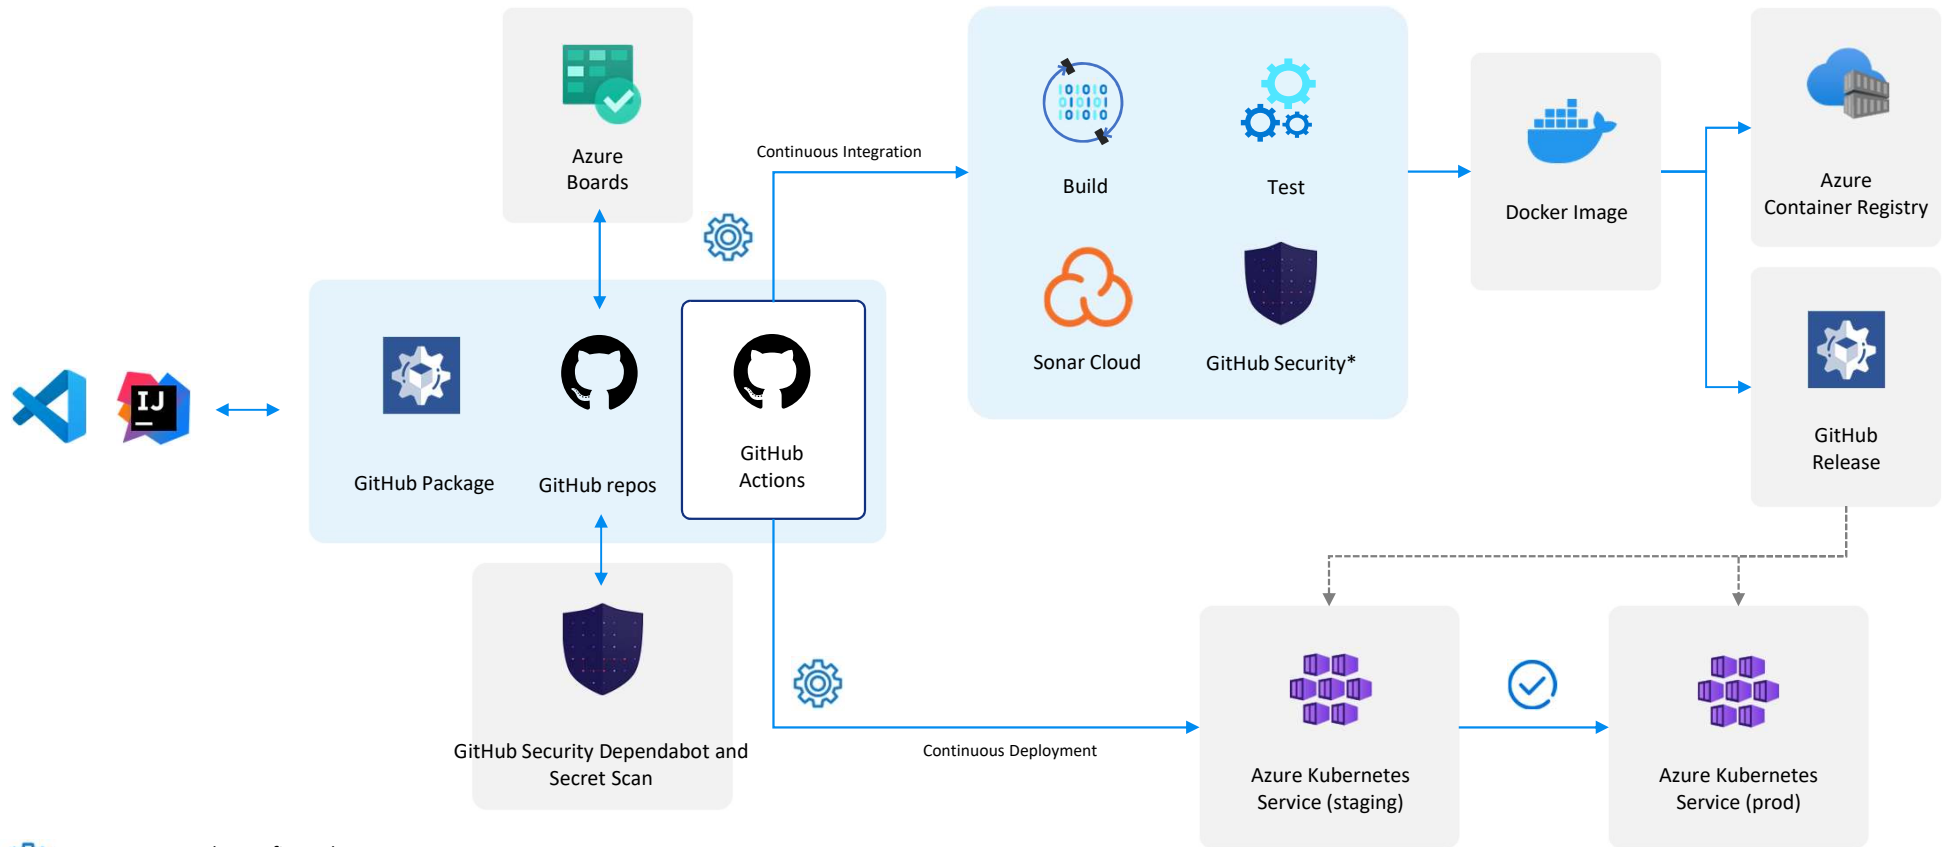 Azure
Boards
Continuous Integration
Build
Test
Sonar Cloud
GitHub Security*
Docker Image
Azure
Container Registry
GitHub
Release
IJ
GitHub Package
GitHub repos
GitHub
Actions
GitHub Security Dependabot and
Secret Scan
Continuous Deployment
Azure Kubernetes
Service (staging)
Azure Kubernetes
Service (prod)